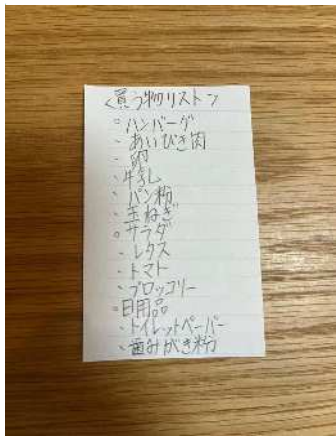 <買う物リスト>
○ハンバーグ
・あいびき肉
・卵
・牛乳
・パン粉
・玉ねぎ
○サラダ
・レタス
・トマト
・ブロッコリー
○日用品
・トイレットペーパー
・歯みがき粉